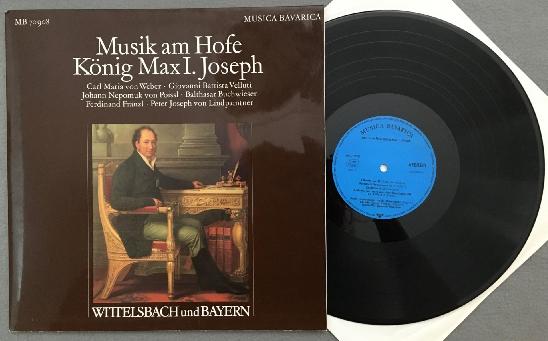 MB 70908
MUSICA BAVARICA
Musik am Hofe
König Max I. Joseph
Carl Maria von Weber · Giovanni Battista Velluti
Johann Nepomuk von Poissl · Balthasar Buchwieser
Ferdinand Fränzl · Peter Joseph von Lindpaintner
WITTELSBACH und BAYERN
MUSICA BAVARICA
STEREO